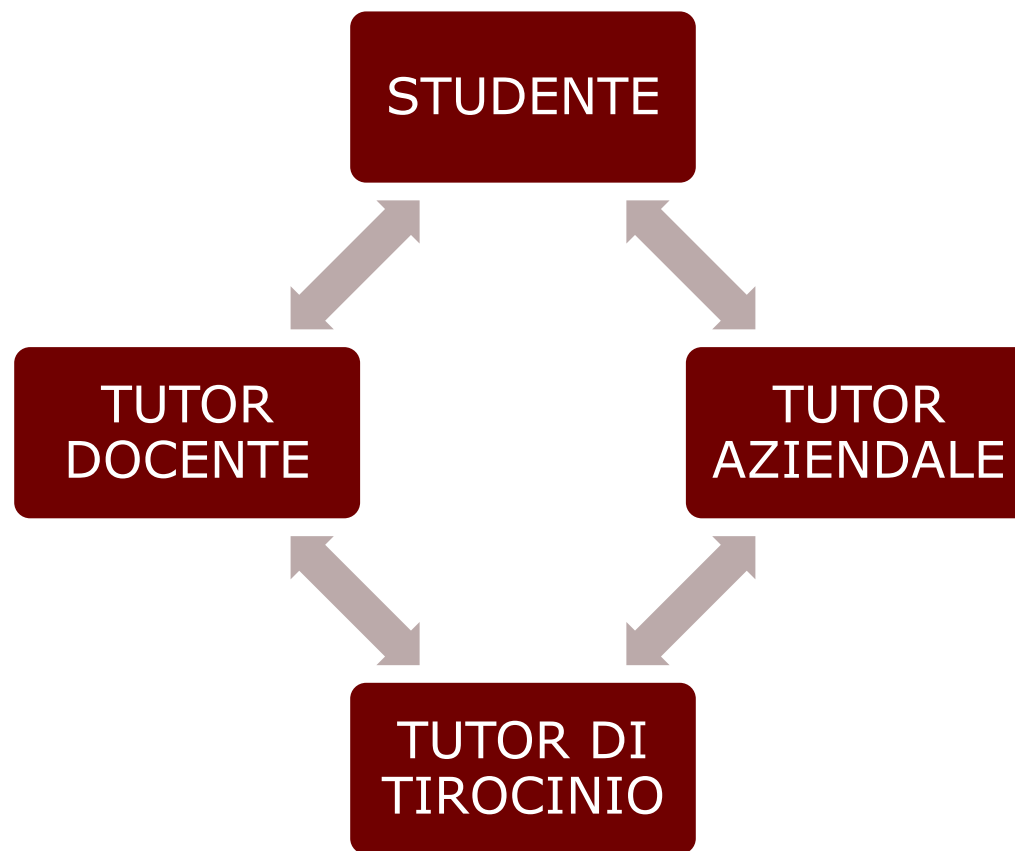 STUDENTE
TUTOR
DOCENTE
TUTOR
AZIENDALE
TUTOR DI
TIROCINIO